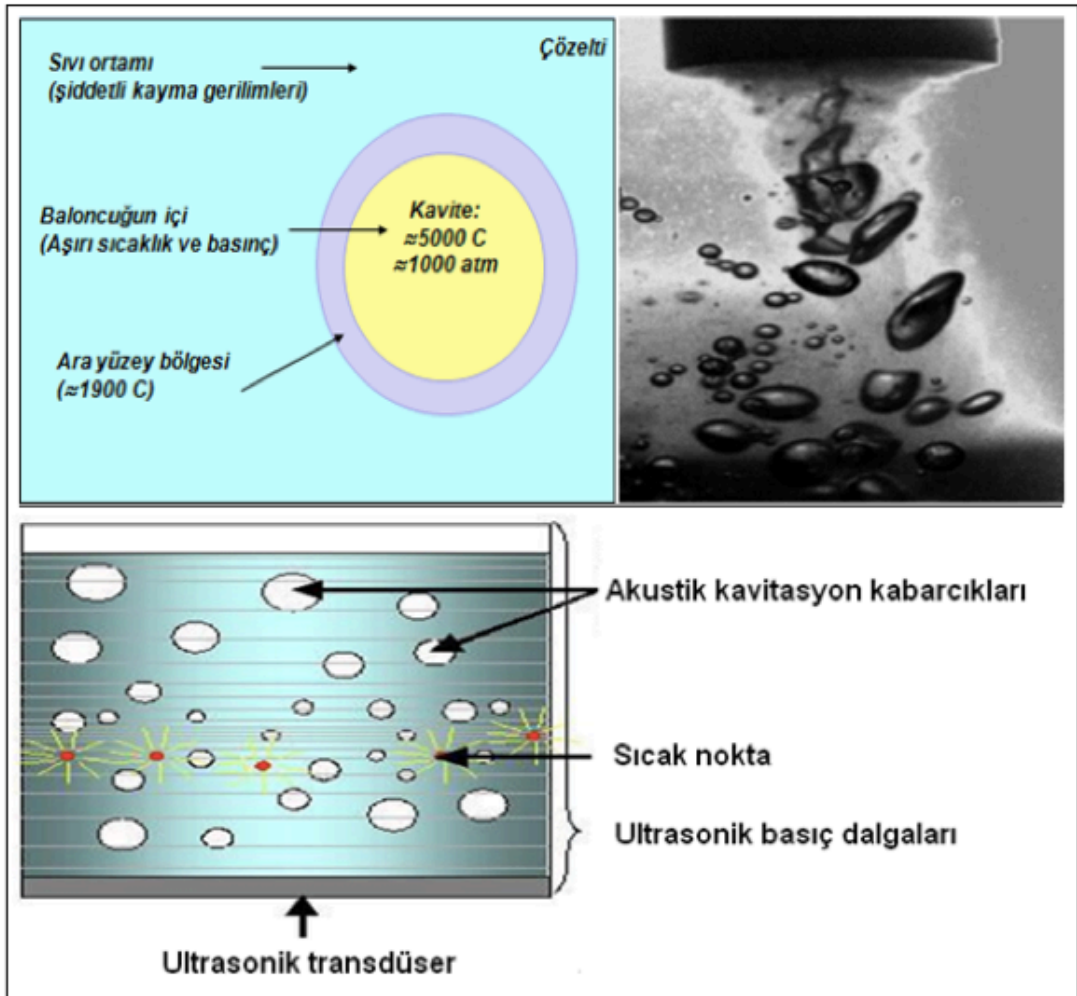 Çözelti
Sıvı ortamı
(şiddetli kayma gerilimleri)
Baloncuğun içi
(Aşırı sıcaklık ve basınç)
Kavite:
≈5000 C
≈1000 atm
Ara yüzey bölgesi
(≈1900 C)
Akustik kavitasyon kabarcıkları
Sıcak nokta
Ultrasonik basıç dalgaları
Ultrasonik transdüser